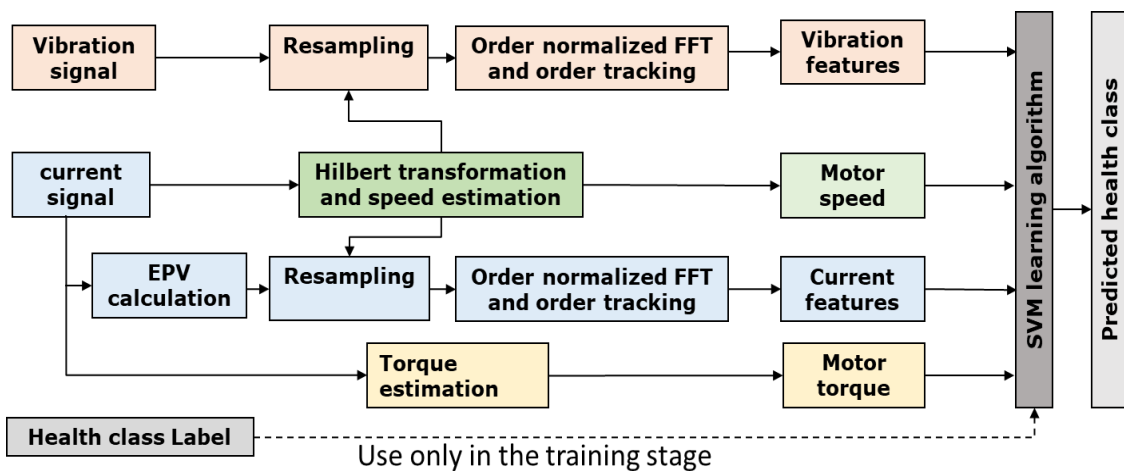 Vibration
signal
Resampling
Order normalized FFT
and order tracking
Vibration
features
current
signal
Hilbert transformation
and speed estimation
Motor
speed
EPV
calculation
Resampling
Order normalized FFT
and order tracking
Current
features
Torque
estimation
Motor
torque
SVM learning algorithm
Predicted health class
Health class Label
Use only in the training stage